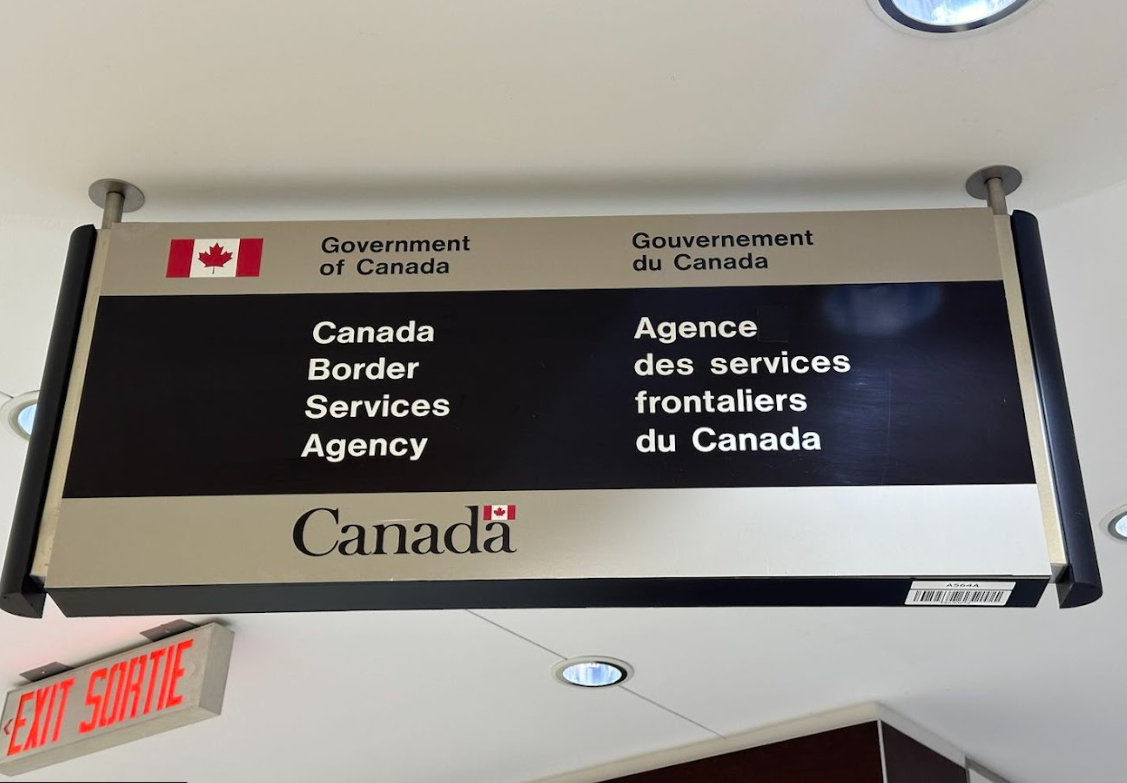 Government
of Canada
Gouvernement
du Canada
Canada
Border
Services
Agency
Agence
des services
frontaliers
du Canada
Canada
A564A
EXIT SORTIE